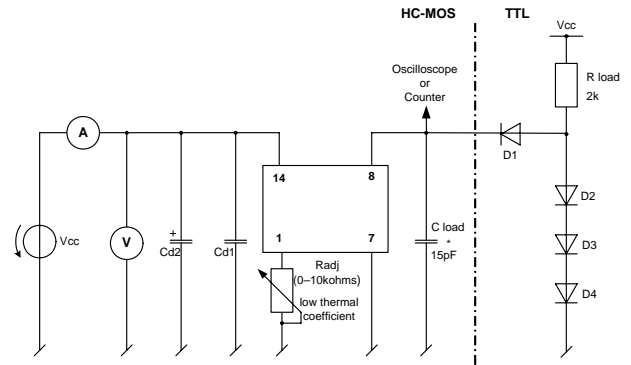 HC-MOS
TTL
Vcc
Oscilloscope
or
Counter
R load
2k
A
D1
14
8
Vcc
V
+
Cd2
Cd1
1
7
C load
*
15pF
D2
D3
D4
Radj
(0–10kohms)
low thermal
coefficient